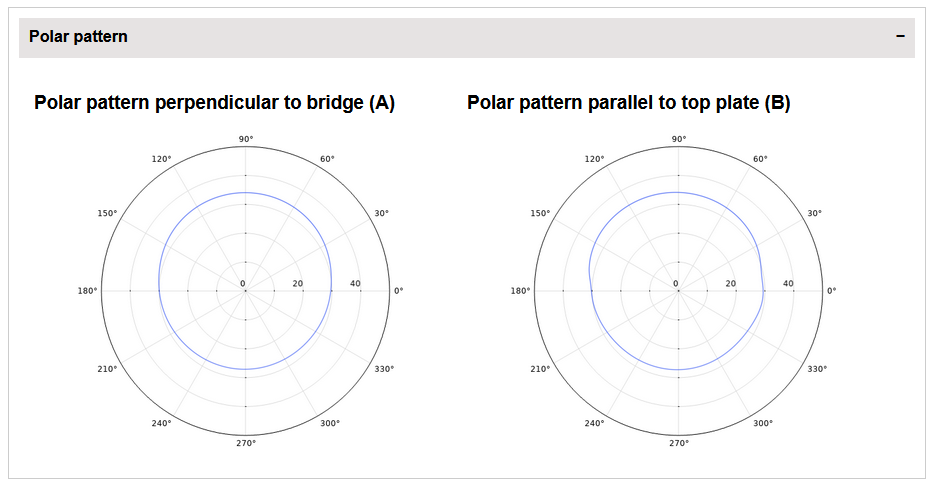 Polar pattern −
Polar pattern perpendicular to bridge (A)
90°
120° 60°
150° 30°
180° 0 20 40 0°
210° 330°
240° 300°
270°
Polar pattern parallel to top plate (B)
90°
120° 60°
150° 30°
180° 0 20 40 0°
210° 330°
240° 300°
270°